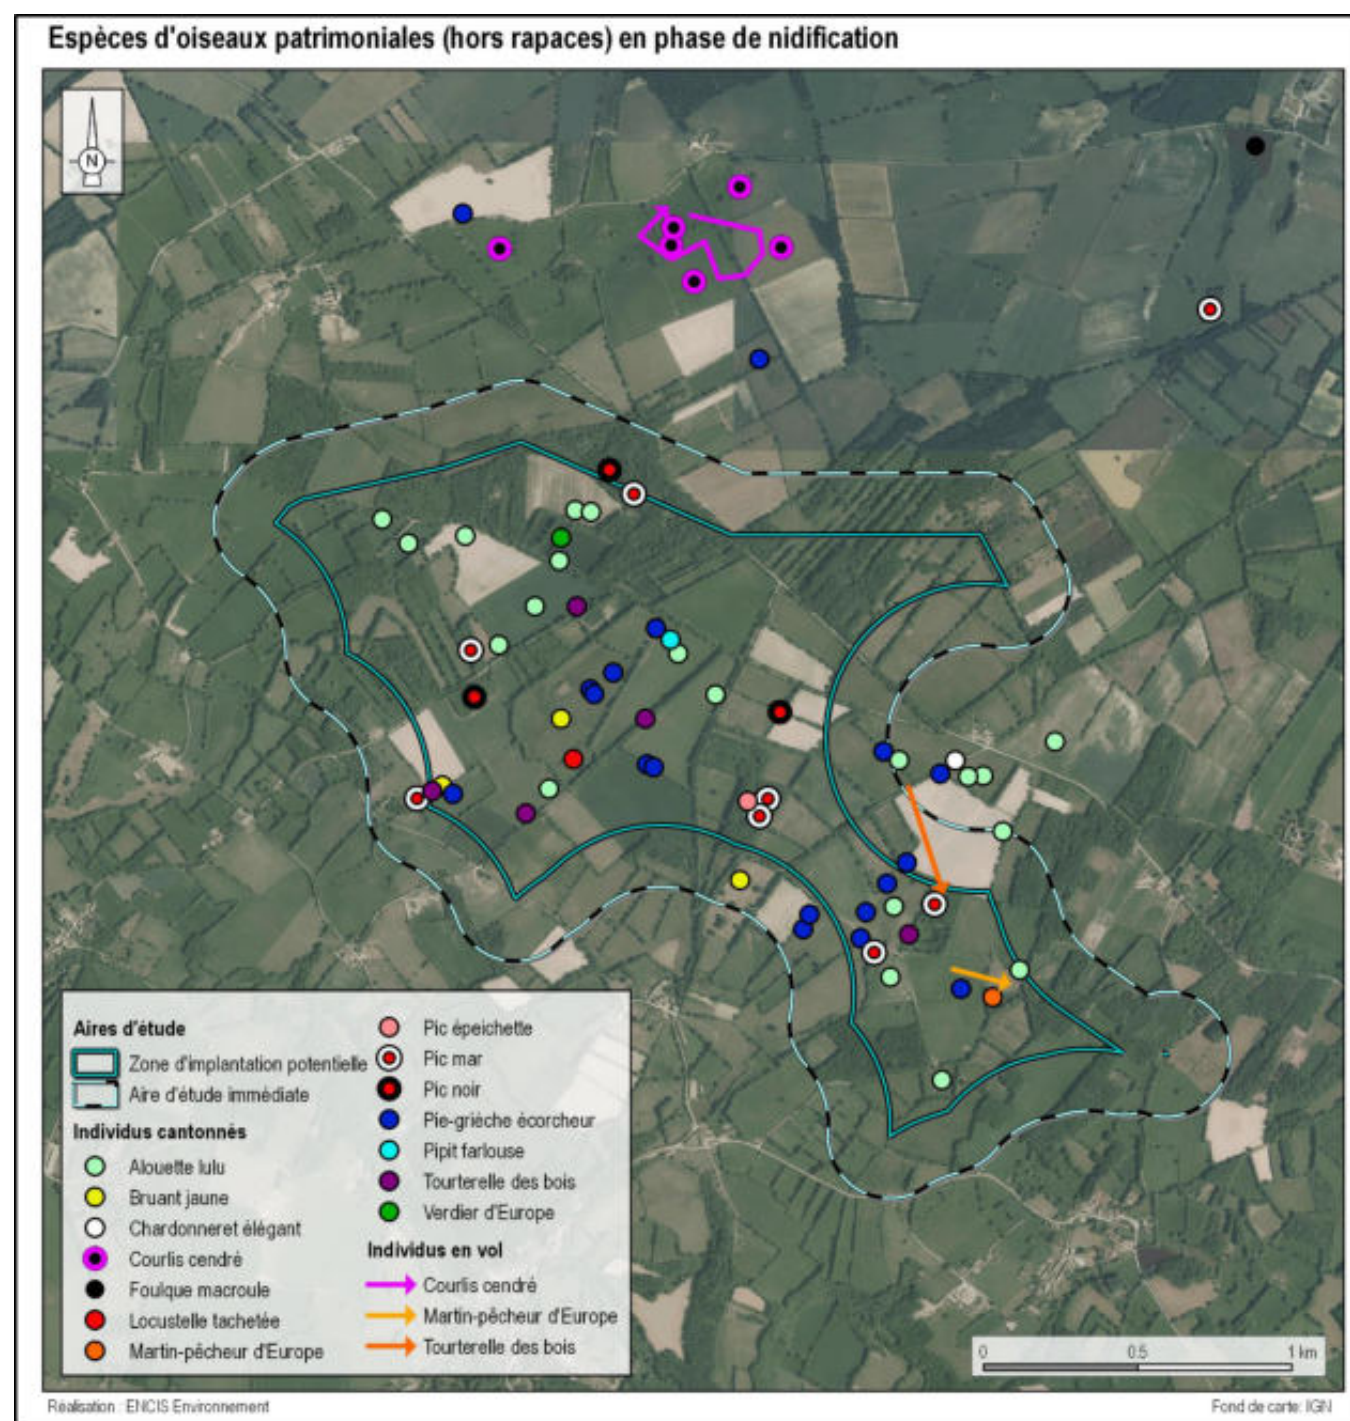 Espèces d'oiseaux patrimoniales (hors rapaces) en phase de nidification
N
Aires d'étude
Zone d'implantation potentielle
Aire d'étude immédiate
Individus cantonnés
Alouette lulu
Bruant jaune
Chardonneret élégant
Courlis cendré
Foulque macroule
Locustelle tachetée
Martin-pêcheur d'Europe
Pic épeichette
Pic mar
Pic noir
Pie-grièche écorcheur
Pipit farlouse
Tourterelle des bois
Verdier d'Europe
Individus en vol
Courlis cendré
Martin-pêcheur d'Europe
Tourterelle des bois
0 0.5 1 km
Réalisation : ENCIS Environnement
Fond de carte: IGN